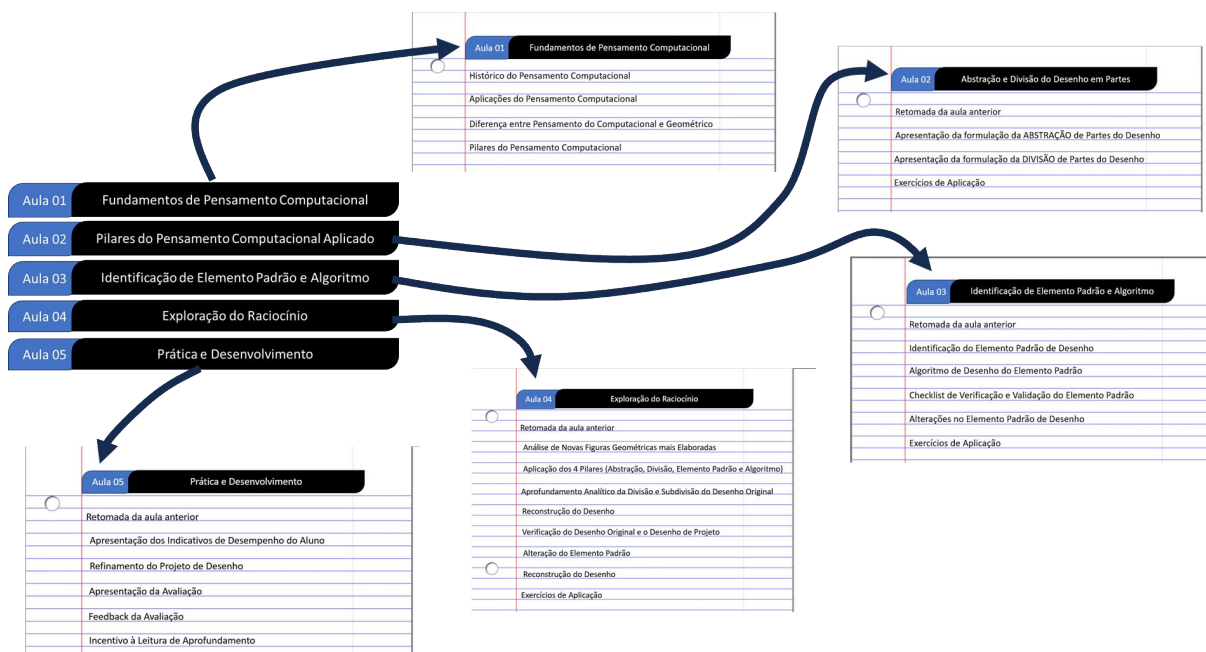 Aula 01 Fundamentos de Pensamento Computacional
Histórico do Pensamento Computacional
Aplicações do Pensamento Computacional
Diferença entre Pensamento do Computacional e Geométrico
Pilares do Pensamento Computacional
Aula 02 Abstração e Divisão do Desenho em Partes
Retomada da aula anterior
Apresentação da formulação da ABSTRAÇÃO de Partes do Desenho
Apresentação da formulação da DIVISÃO de Partes do Desenho
Exercícios de Aplicação
Aula 01 Fundamentos de Pensamento Computacional
Aula 02 Pilares do Pensamento Computacional Aplicado
Aula 03 Identificação de Elemento Padrão e Algoritmo
Aula 04 Exploração do Raciocínio
Aula 05 Prática e Desenvolvimento
Aula 03 Identificação de Elemento Padrão e Algoritmo
Retomada da aula anterior
Identificação do Elemento Padrão de Desenho
Algoritmo de Desenho do Elemento Padrão
Checklist de Verificação e Validação do Elemento Padrão
Alterações no Elemento Padrão de Desenho
Exercícios de Aplicação
Aula 04 Exploração do Raciocínio
Retomada da aula anterior
Análise de Novas Figuras Geométricas mais Elaboradas
Aplicação dos 4 Pilares (Abstração, Divisão, Elemento Padrão e Algoritmo)
Aprofundamento Analítico da Divisão e Subdivisão do Desenho Original
Reconstrução do Desenho
Verificação do Desenho Original e o Desenho de Projeto
Alteração do Elemento Padrão
Reconstrução do Desenho
Exercícios de Aplicação
Aula 05 Prática e Desenvolvimento
Retomada da aula anterior
Apresentação dos Indicativos de Desempenho do Aluno
Refinamento do Projeto de Desenho
Apresentação da Avaliação
Feedback da Avaliação
Incentivo à Leitura de Aprofundamento